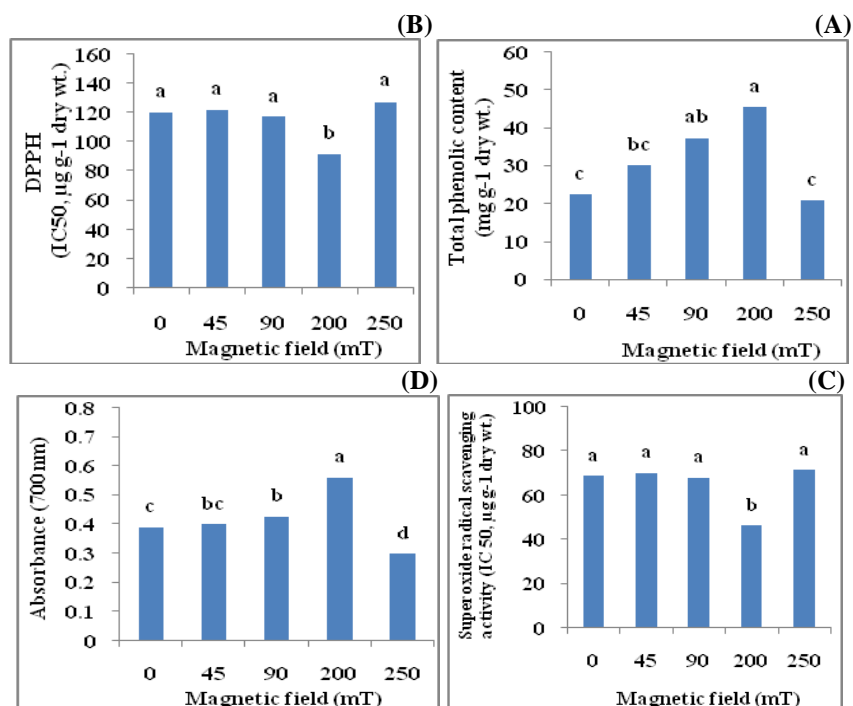 (B)
160
140
120
100
80
60
40
20
0
DPPH
(IC50, µg g-1 dry wt.)
a a a b a
0 45 90 200 250
Magnetic field (mT)
(A)
60
50
40
30
20
10
0
Total phenolic content
(mg g-1 dry wt.)
c bc ab a c
0 45 90 200 250
Magnetic field (mT)
(D)
0.8
0.7
0.6
0.5
0.4
0.3
0.2
0.1
0
Absorbance (700nm)
c bc b a d
0 45 90 200 250
Magnetic field (mT)
(C)
100
80
60
40
20
0
Superoxide radical scavenging
activity (IC 50, µg g-1 dry wt.)
a a a b a
0 45 90 200 250
Magnetic field (mT)